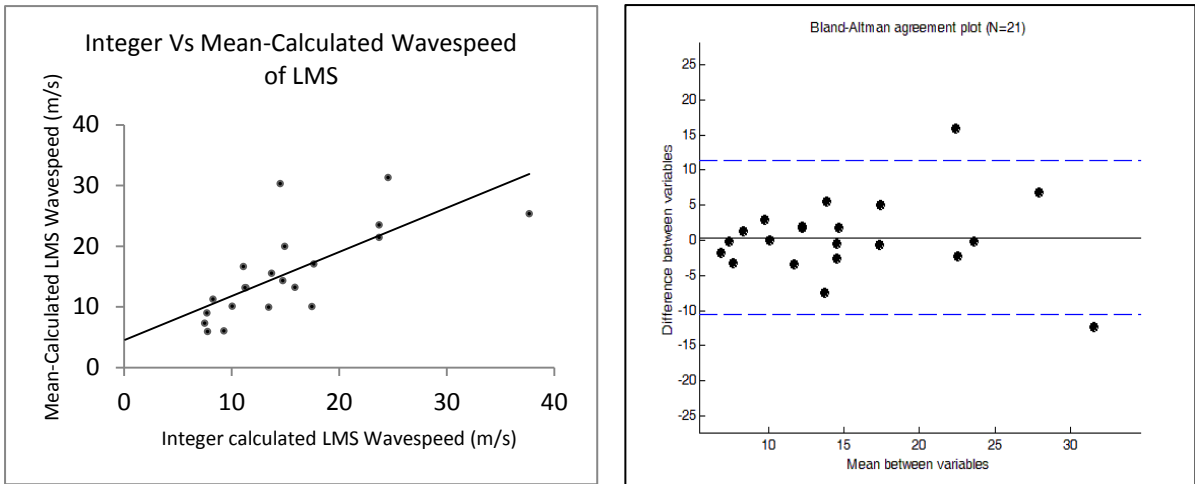 Integer Vs Mean-Calculated Wavespeed
of LMS
Mean-Calculated LMS Wavespeed (m/s)
40
30
20
10
0
0 10 20 30 40
Integer calculated LMS Wavespeed (m/s)
Bland-Altman agreement plot (N=21)
Difference between variables
25
20
15
10
5
0
-5
-10
-15
-20
-25
10 15 20 25 30
Mean between variables